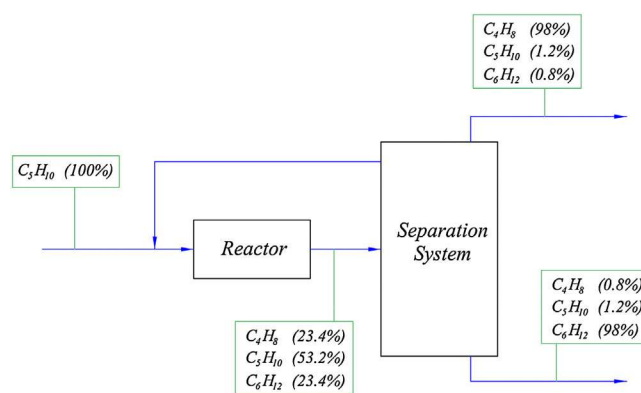 C₄H₈ (98%)
C₅H₁₀ (1.2%)
C₆H₁₂ (0.8%)
C₅H₁₀ (100%)
Reactor
Separation
System
C₄H₈ (23.4%)
C₅H₁₀ (53.2%)
C₆H₁₂ (23.4%)
C₄H₈ (0.8%)
C₅H₁₀ (1.2%)
C₆H₁₂ (98%)